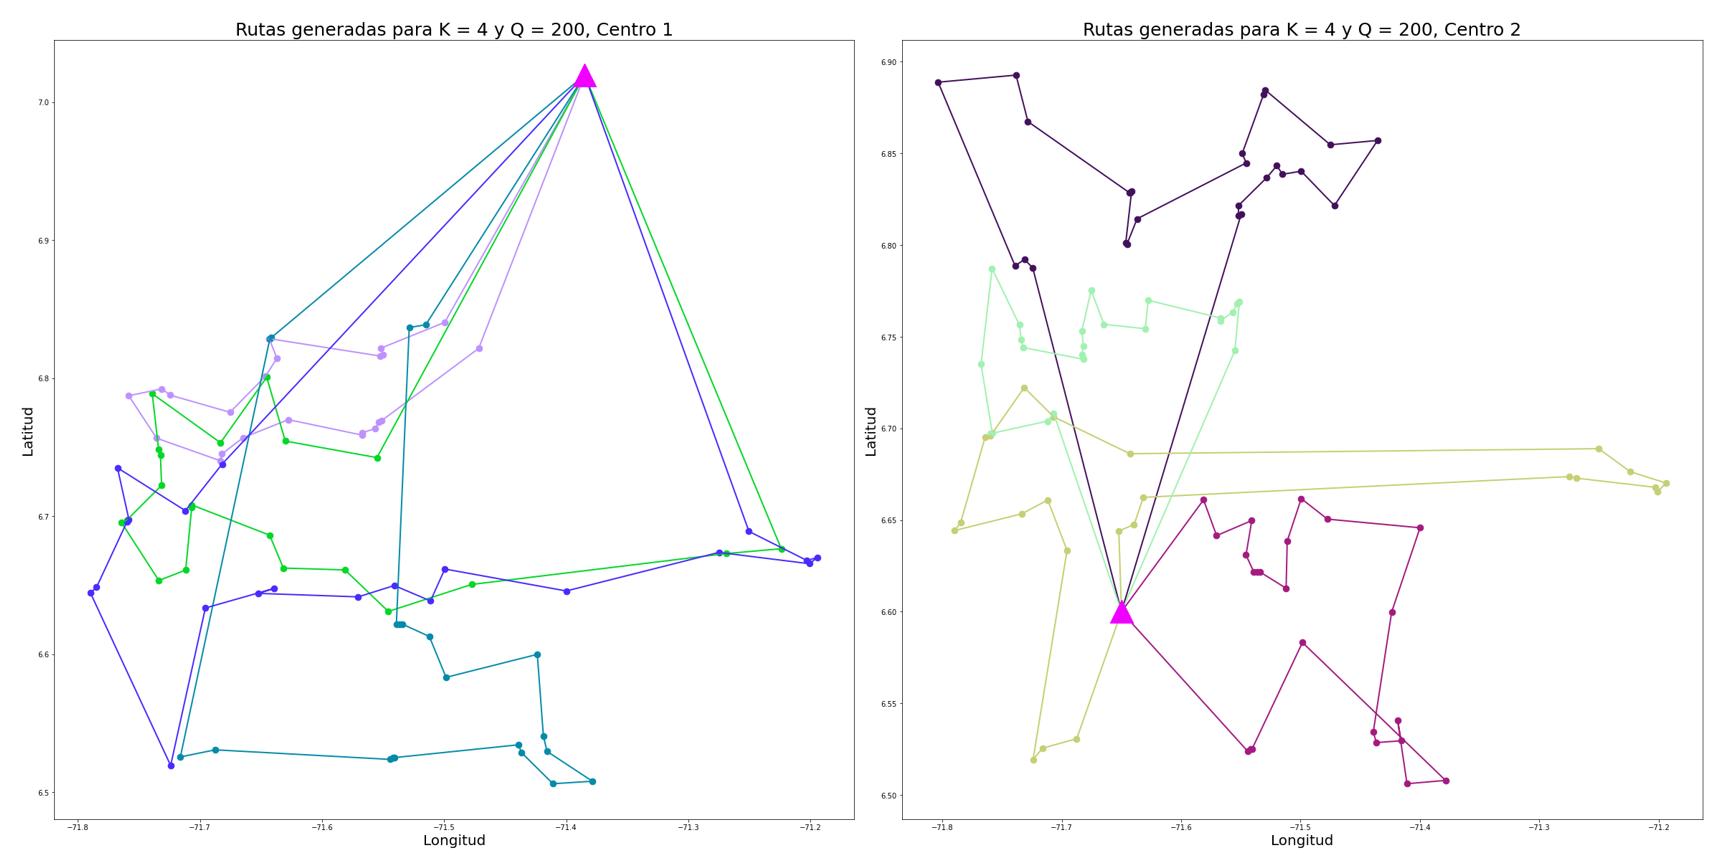 Rutas generadas para K = 4 y Q = 200, Centro 1
7.0
6.9
6.8
6.7
6.6
6.5
Latitud
−71.8 −71.7 −71.6 −71.5 −71.4 −71.3 −71.2
Longitud
Rutas generadas para K = 4 y Q = 200, Centro 2
6.90
6.85
6.80
6.75
6.70
6.65
6.60
6.55
6.50
Latitud
−71.8 −71.7 −71.6 −71.5 −71.4 −71.3 −71.2
Longitud